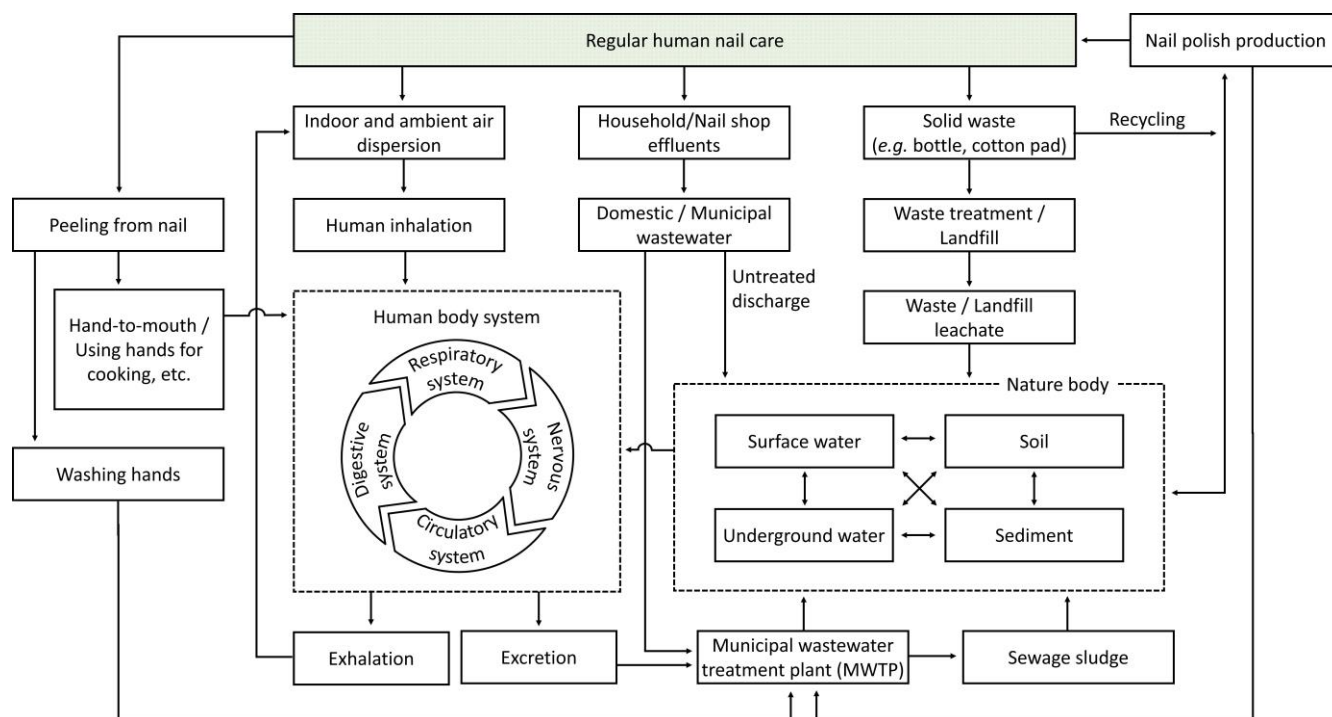 Regular human nail care
Nail polish production
Indoor and ambient air
dispersion
Household/Nail shop
effluents
Solid waste
(e.g. bottle, cotton pad)
Recycling
Peeling from nail
Human inhalation
Domestic / Municipal
wastewater
Waste treatment /
Landfill
Untreated
discharge
Hand-to-mouth /
Using hands for
cooking, etc.
Waste / Landfill
leachate
Human body system
Respiratory
system
Nervous
system
Circulatory
system
Digestive
system
Nature body
Surface water
Soil
Underground water
Sediment
Washing hands
Exhalation
Excretion
Municipal wastewater
treatment plant (MWTP)
Sewage sludge